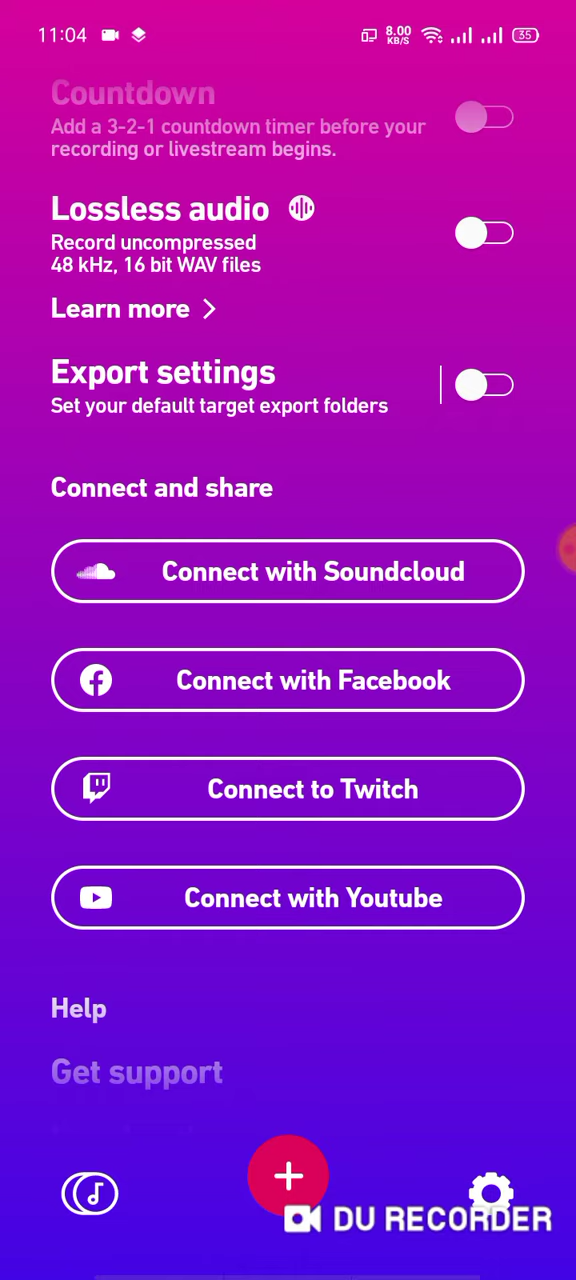 11:04
8.00
KB/S
35
Countdown
Add a 3-2-1 countdown timer before your
recording or livestream begins.
Lossless audio
Record uncompressed
48 kHz, 16 bit WAV files
Learn more
Export settings
Set your default target export folders
Connect and share
Connect with Soundcloud
Connect with Facebook
Connect to Twitch
Connect with Youtube
Help
Get support
DU RECORDER